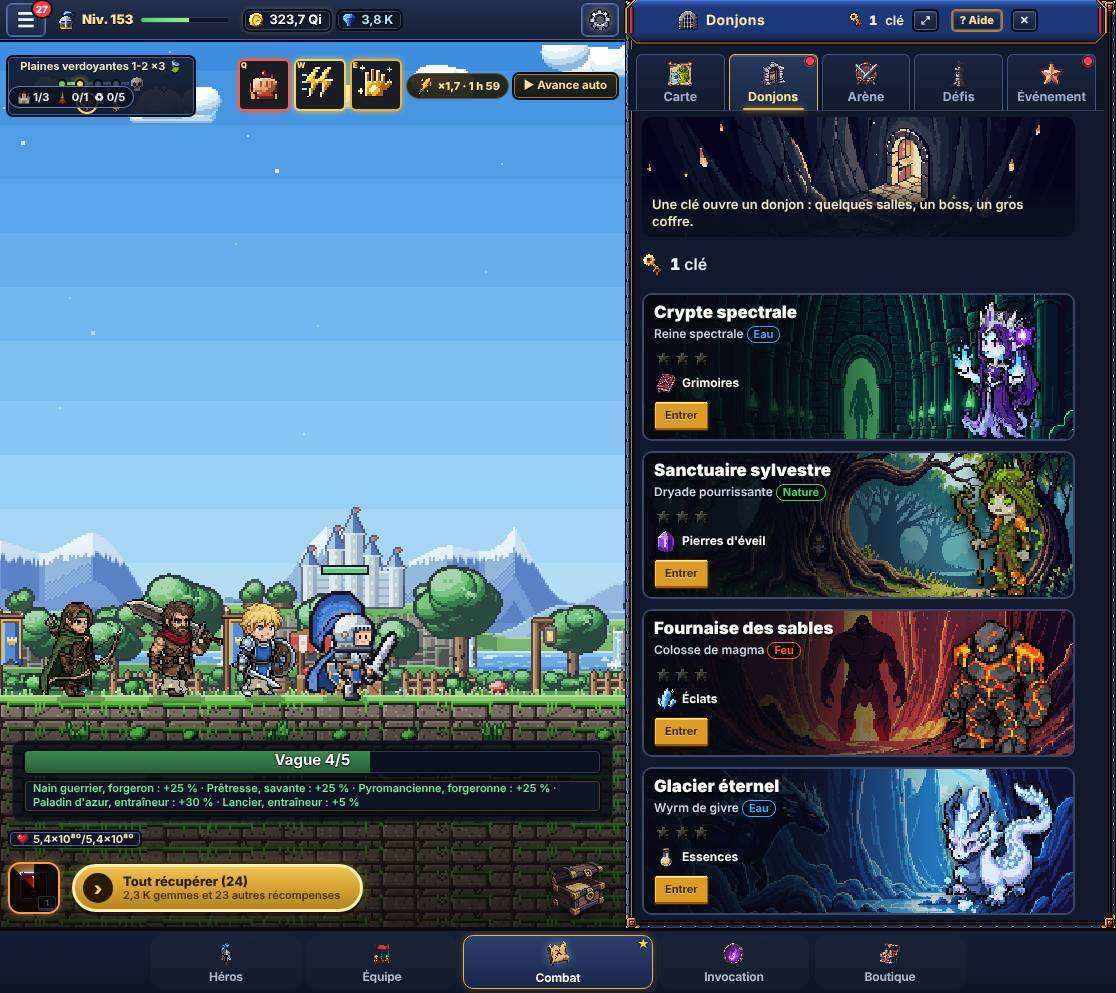 27
Niv. 153
323,7 Qi
3,8 K
Donjons
1 clé
? Aide
Plaines verdoyantes 1-2 ×3
1/3 0/1 0/5
Q
W
E
×1,7 · 1 h 59
Avance auto
Carte
Donjons
Arène
Défis
Événement
Une clé ouvre un donjon : quelques salles, un boss, un gros
coffre.
1 clé
Crypte spectrale
Reine spectrale Eau
Grimoires
Entrer
Sanctuaire sylvestre
Dryade pourrissante Nature
Pierres d'éveil
Entrer
Fournaise des sables
Colosse de magma Feu
Éclats
Entrer
Glacier éternel
Wyrm de givre Eau
Essences
Entrer
Vague 4/5
Nain guerrier, forgeron : +25 % · Prêtresse, savante : +25 % · Pyromancienne, forgeronne : +25 % ·
Paladin d'azur, entraîneur : +30 % · Lancier, entraîneur : +5 %
5,4×10⁸⁰/5,4×10⁸⁰
1
Tout récupérer (24)
2,3 K gemmes et 23 autres récompenses
Héros
Équipe
Combat
Invocation
Boutique